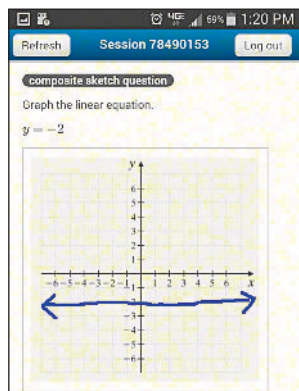 4G 69% 1:20 PM
Refresh Session 78490153 Log out
composite sketch question
Graph the linear equation.
y = −2
y
6
5
4
3
2
1
−6 −5 −4 −3 −2 −1 1 2 3 4 5 6 x
−3
−4
−5
−6